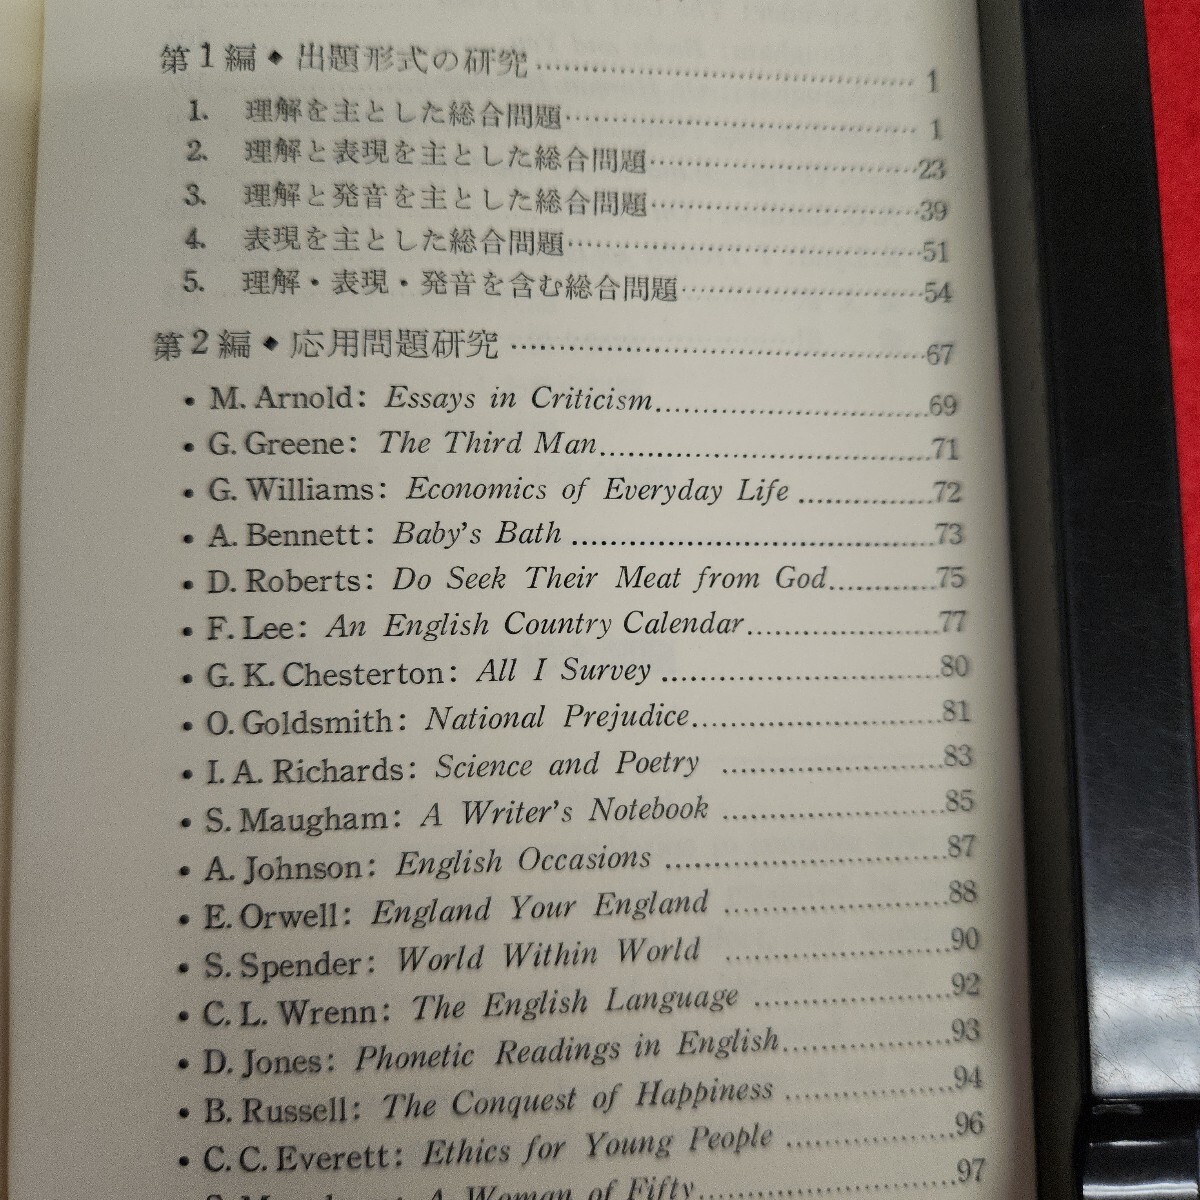 第1編◆出題形式の研究……………………………… 1
1. 理解を主とした総合問題……………………………… 1
2. 理解と表現を主とした総合問題……………………………23
3. 理解と発音を主とした総合問題……………………………39
4. 表現を主とした総合問題………………………………51
5. 理解・表現・発音を含む総合問題…………………………54
第2編◆応用問題研究 ………………………………………67
• M. Arnold: Essays in Criticism..............................69
• G. Greene: The Third Man....................................71
• G. Williams: Economics of Everyday Life ...............72
• A. Bennett: Baby's Bath .......................................73
• D. Roberts: Do Seek Their Meat from God............75
• F. Lee: An English Country Calendar.....................77
• G. K. Chesterton: All I Survey ..............................80
• O. Goldsmith: National Prejudice...........................81
• I. A. Richards: Science and Poetry ........................83
• S. Maugham: A Writer's Notebook ........................85
• A. Johnson: English Occasions ..............................87
• E. Orwell: England Your England .........................88
• S. Spender: World Within World .........................90
• C. L. Wrenn: The English Language .....................92
• D. Jones: Phonetic Readings in English..................93
• B. Russell: The Conquest of Happiness ..................94
• C. C. Everett: Ethics for Young People ..................96
A Woman of Fifty..............................97